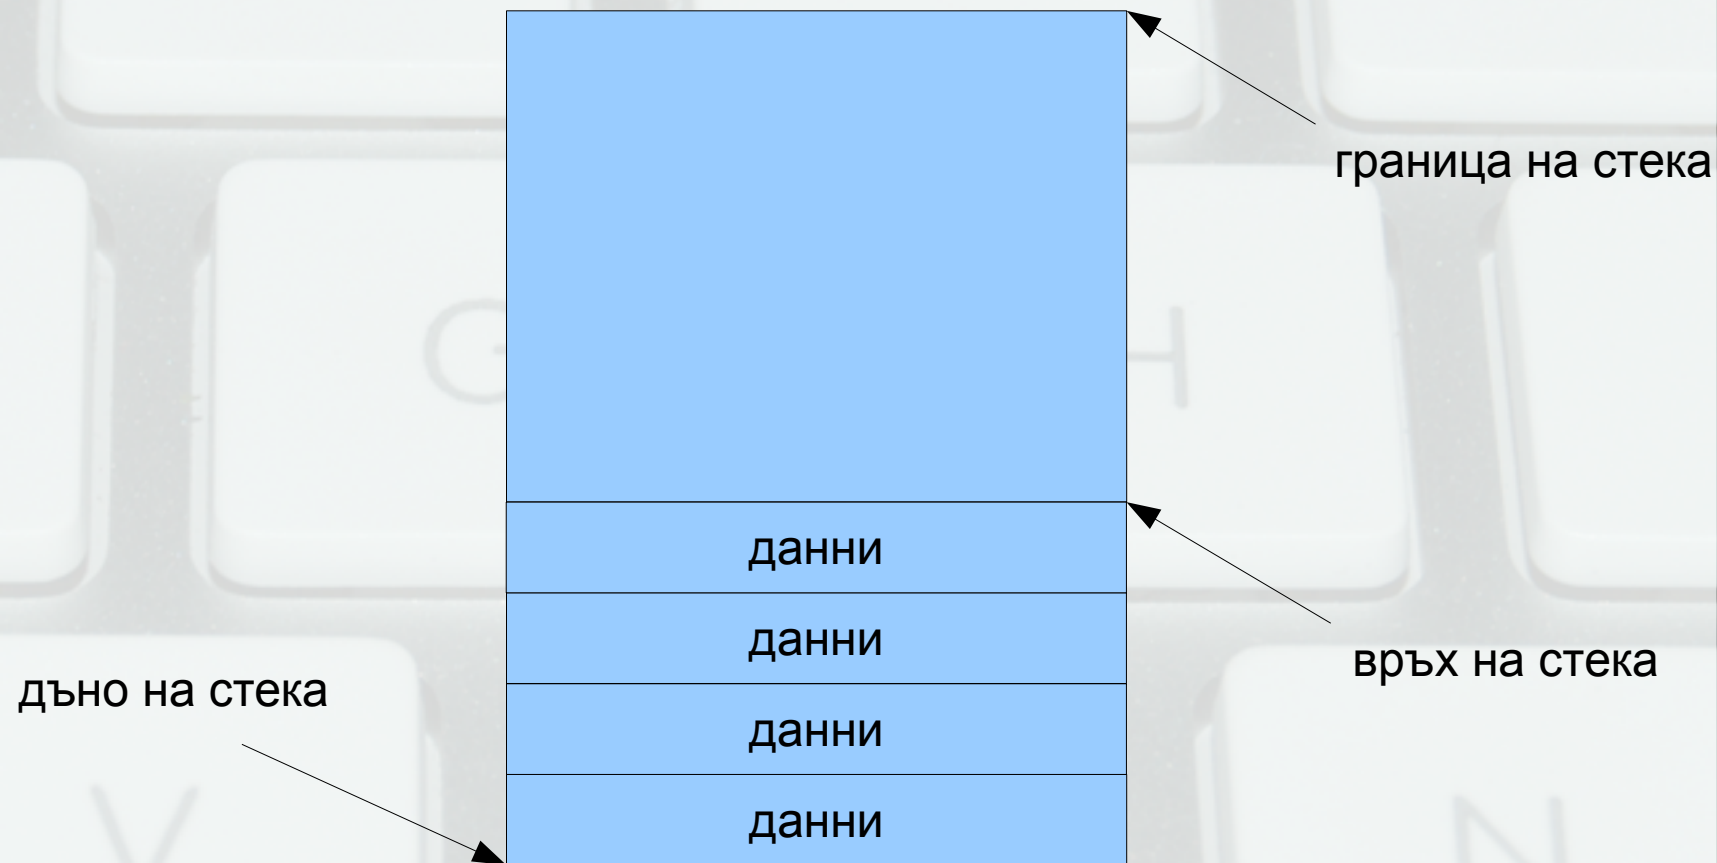 граница на стека
данни
данни
връх на стека
дъно на стека
данни
данни
G
H
V
N